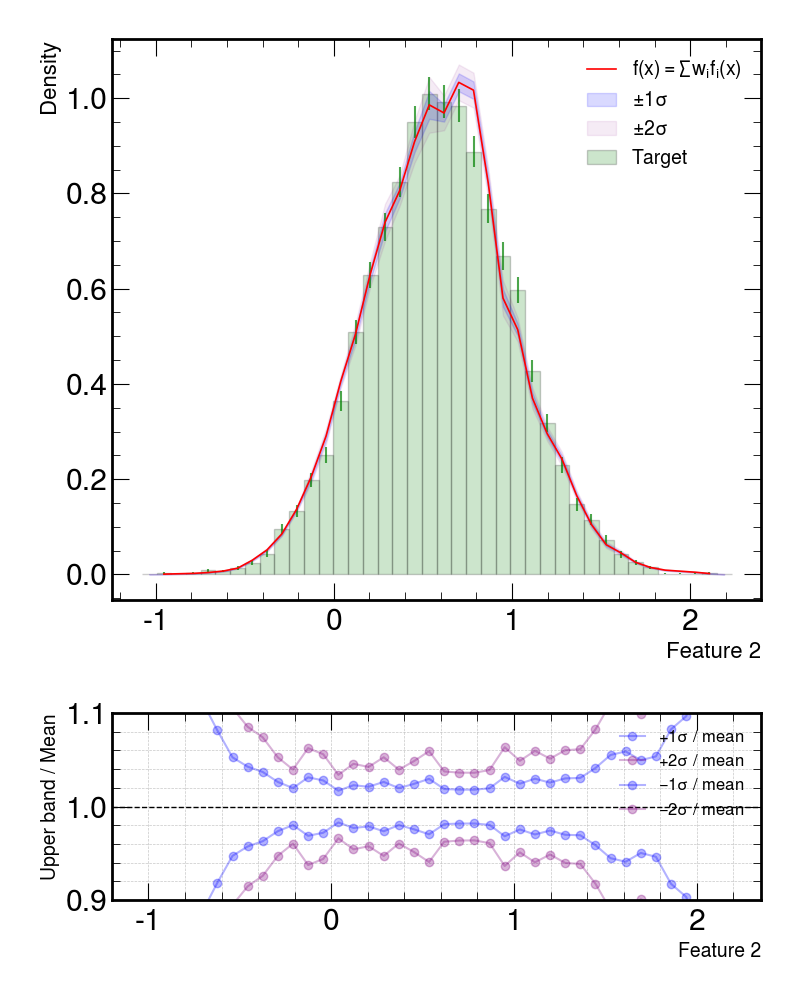 Density
1.0
0.8
0.6
0.4
0.2
0.0
f(x) = ∑wᵢfᵢ(x)
±1σ
±2σ
Target
-1 0 1 2
Feature 2
Upper band / Mean
1.1
1.0
0.9
+1σ / mean
+2σ / mean
−1σ / mean
−2σ / mean
-1 0 1 2
Feature 2